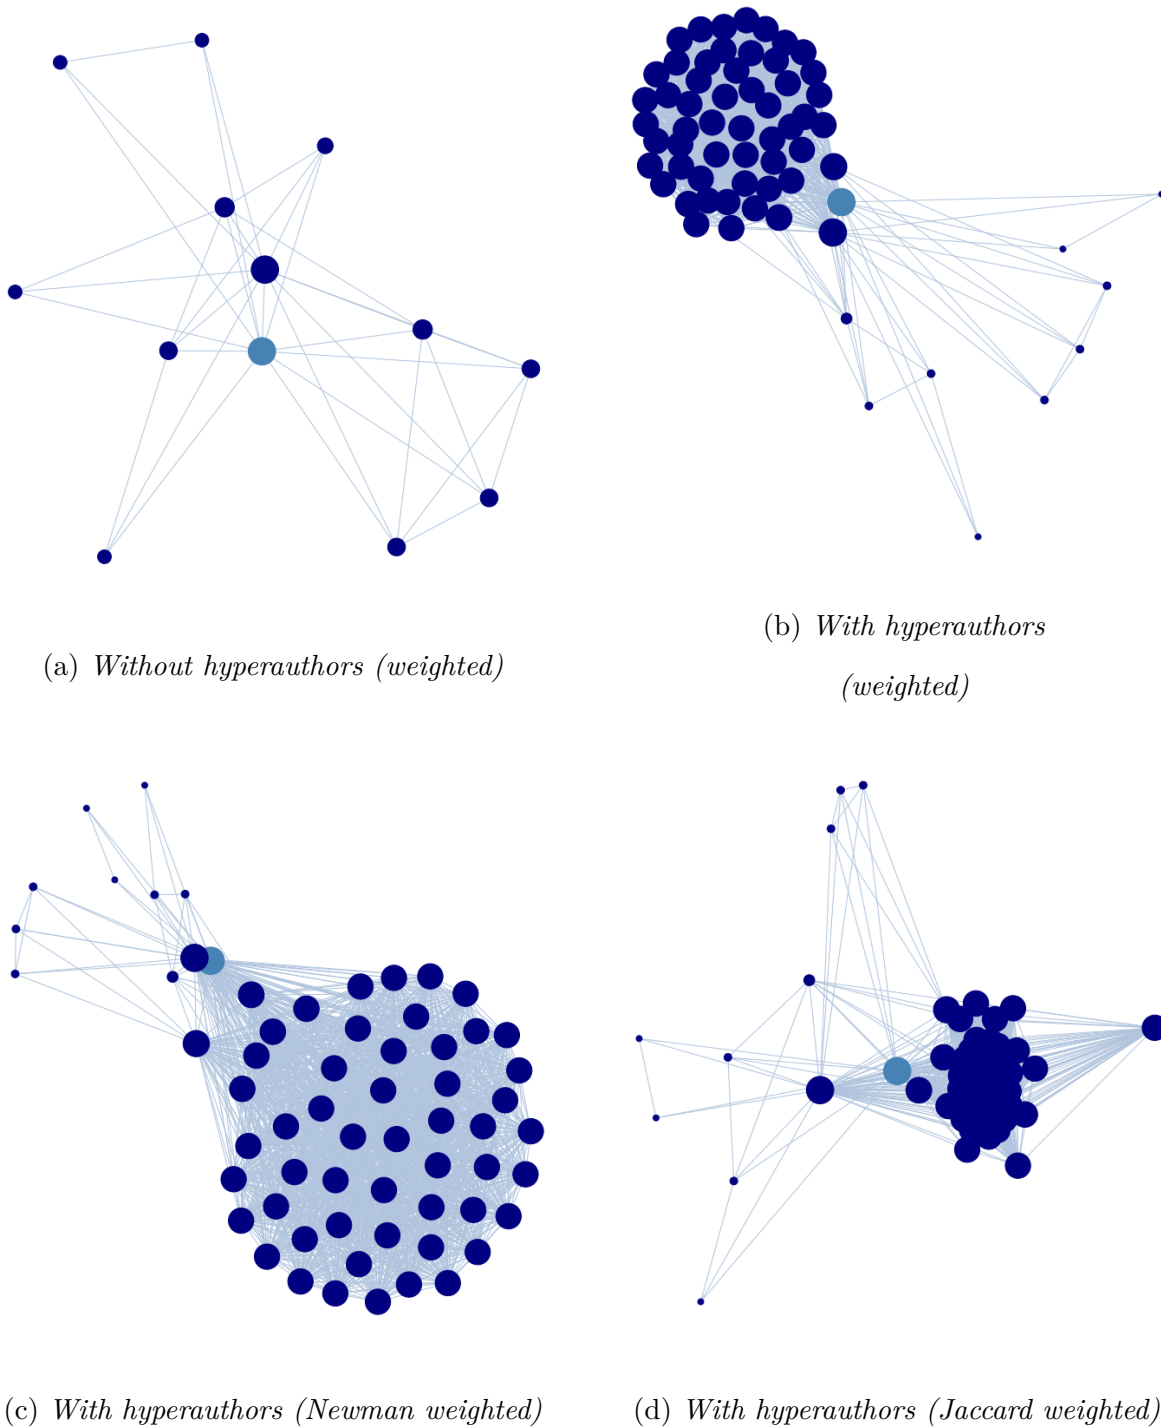 (a) Without hyperauthors (weighted)
(b) With hyperauthors
(weighted)
(c) With hyperauthors (Newman weighted)
(d) With hyperauthors (Jaccard weighted)